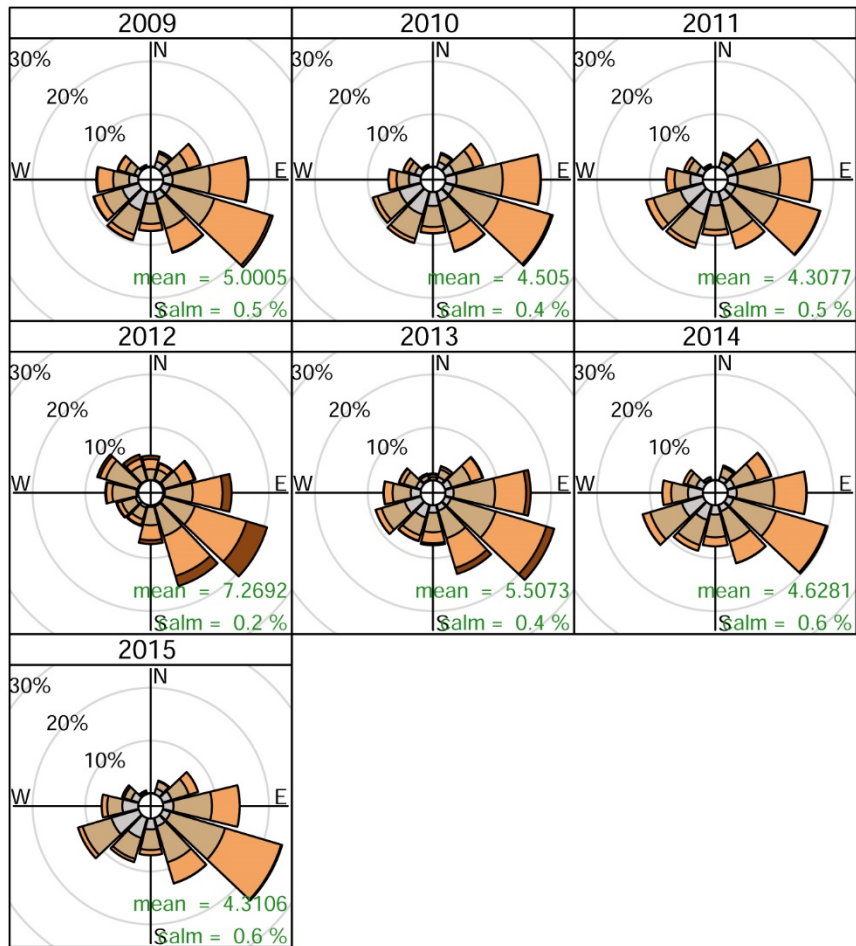 2009
N
30%
20%
10%
W
E
mean = 5.0005
S
calm = 0.5 %
2010
N
30%
20%
10%
W
E
mean = 4.505
S
calm = 0.4 %
2011
N
30%
20%
10%
W
E
mean = 4.3077
S
calm = 0.5 %
2012
N
30%
20%
10%
W
E
mean = 7.2692
S
calm = 0.2 %
2013
N
30%
20%
10%
W
E
mean = 5.5073
S
calm = 0.4 %
2014
N
30%
20%
10%
W
E
mean = 4.6281
S
calm = 0.6 %
2015
N
30%
20%
10%
W
E
mean = 4.3106
S
calm = 0.6 %